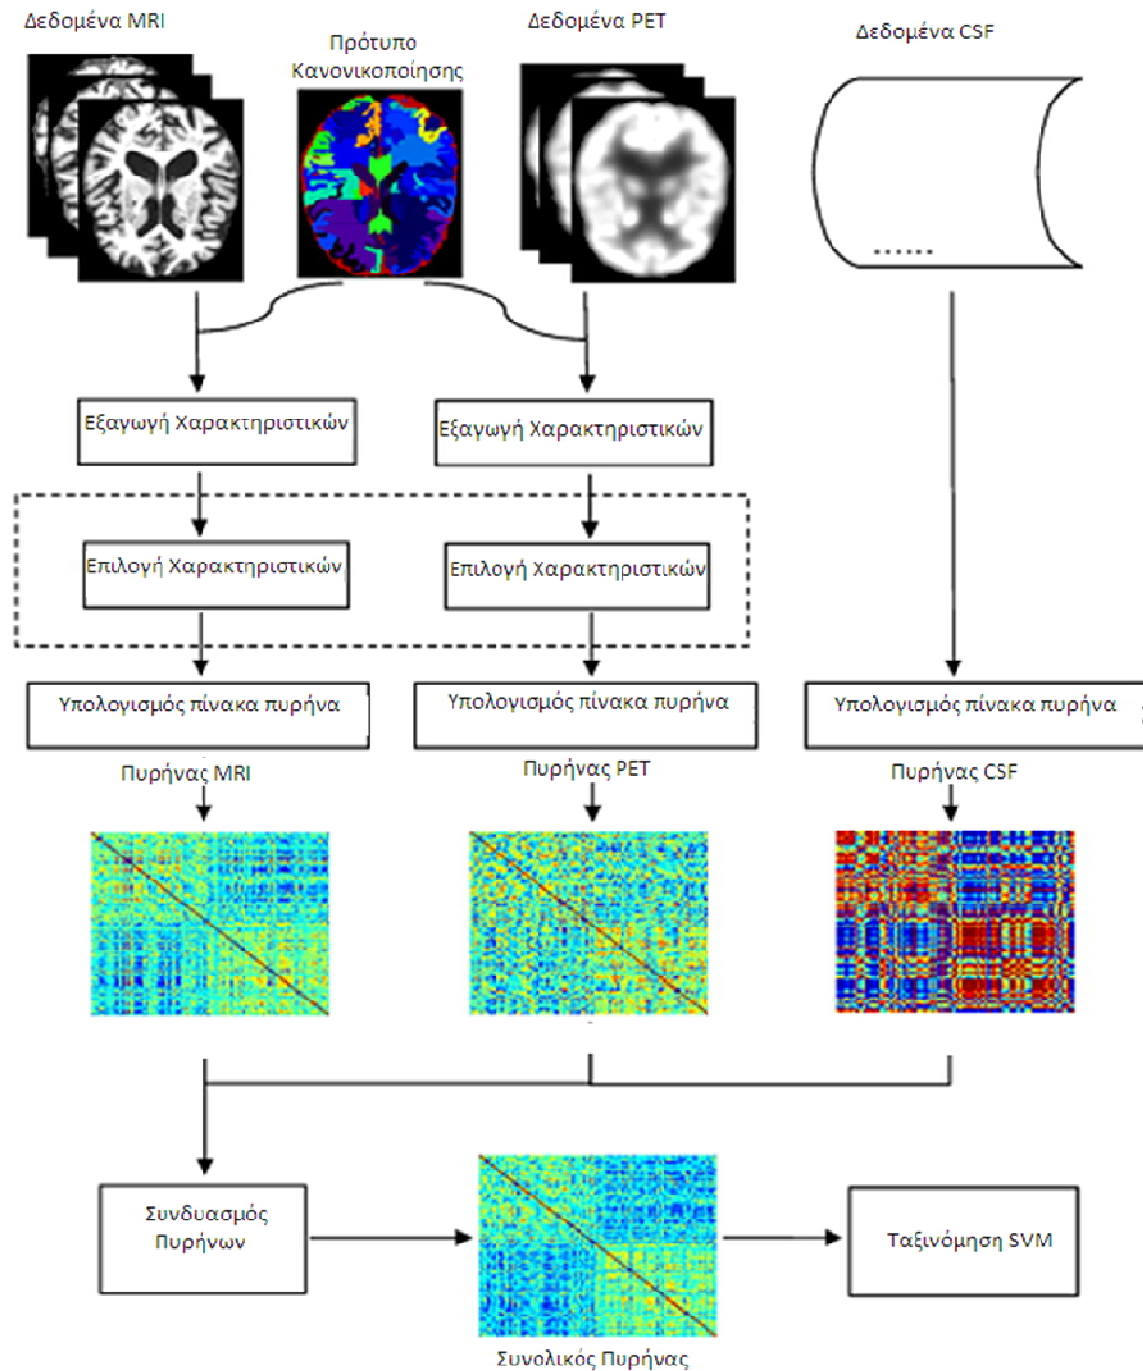 Δεδομένα MRI
Πρότυπο
Κανονικοποίησης
Δεδομένα PET
Δεδομένα CSF
......
Εξαγωγή Χαρακτηριστικών
Εξαγωγή Χαρακτηριστικών
Επιλογή Χαρακτηριστικών
Επιλογή Χαρακτηριστικών
Υπολογισμός πίνακα πυρήνα
Υπολογισμός πίνακα πυρήνα
Υπολογισμός πίνακα πυρήνα
Πυρήνας MRI
Πυρήνας PET
Πυρήνας CSF
Συνδυασμός
Πυρήνων
Συνολικός Πυρήνας
Ταξινόμηση SVM